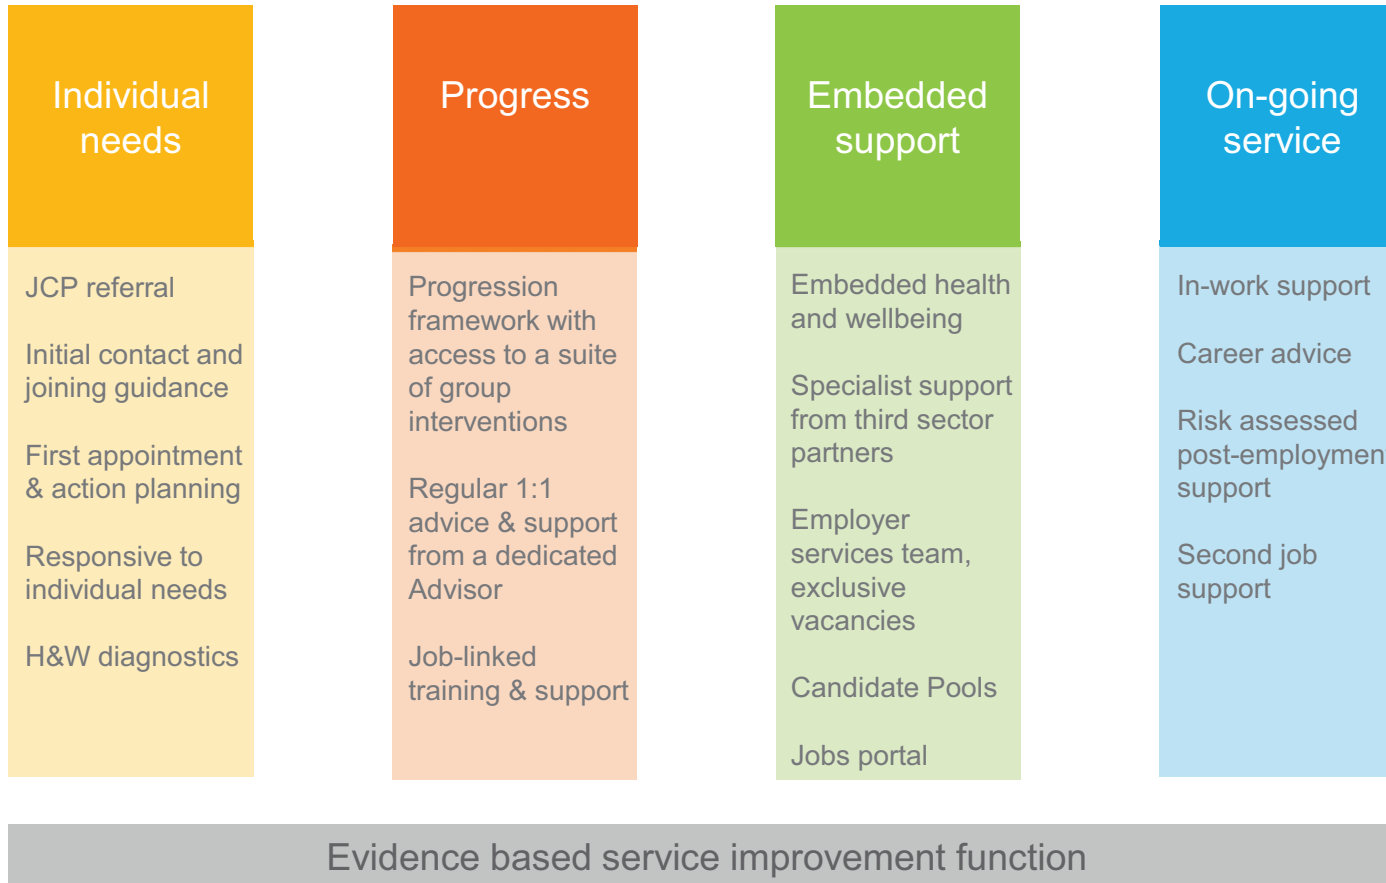 Individual
needs
JCP referral
Initial contact and
joining guidance
First appointment
& action planning
Responsive to
individual needs
H&W diagnostics
Progress
Progression
framework with
access to a suite
of group
interventions
Regular 1:1
advice & support
from a dedicated
Advisor
Job-linked
training & support
Embedded
support
Embedded health
and wellbeing
Specialist support
from third sector
partners
Employer
services team,
exclusive
vacancies
Candidate Pools
Jobs portal
On-going
service
In-work support
Career advice
Risk assessed
post-employment
support
Second job
support
Evidence based service improvement function